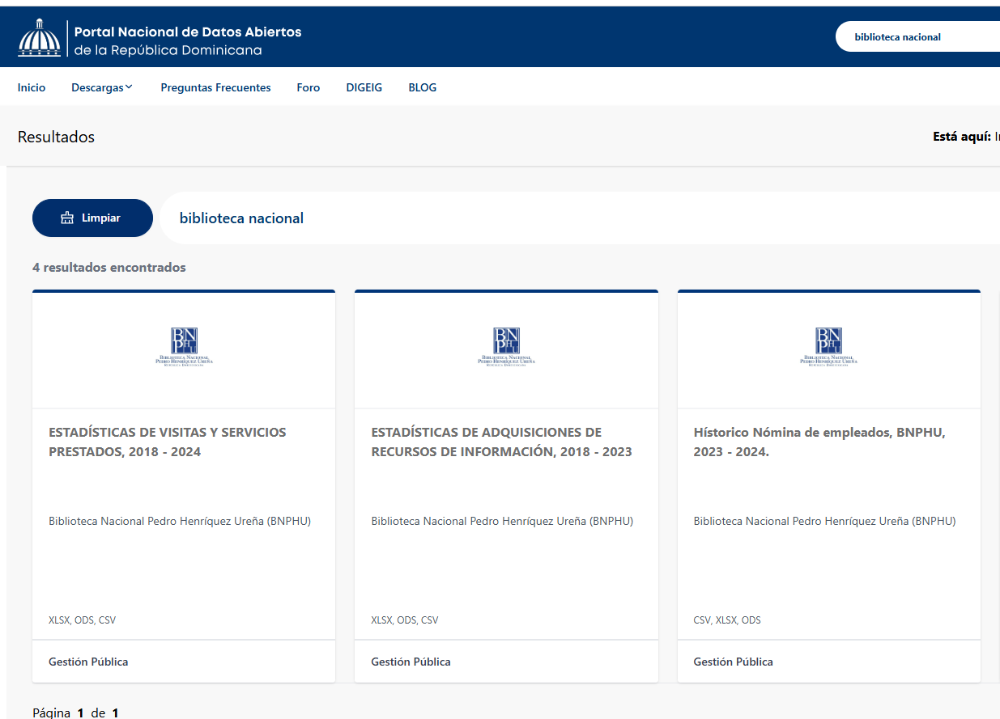 Portal Nacional de Datos Abiertos
de la República Dominicana
biblioteca nacional
Inicio Descargas Preguntas Frecuentes Foro DIGEIG BLOG
Resultados
Está aquí:
Limpiar
biblioteca nacional
4 resultados encontrados
BNPHU
Biblioteca Nacional
Pedro Henríquez Ureña
República Dominicana
ESTADÍSTICAS DE VISITAS Y SERVICIOS
PRESTADOS, 2018 - 2024
Biblioteca Nacional Pedro Henríquez Ureña (BNPHU)
XLSX, ODS, CSV
Gestión Pública
BNPHU
Biblioteca Nacional
Pedro Henríquez Ureña
República Dominicana
ESTADÍSTICAS DE ADQUISICIONES DE
RECURSOS DE INFORMACIÓN, 2018 - 2023
Biblioteca Nacional Pedro Henríquez Ureña (BNPHU)
XLSX, ODS, CSV
Gestión Pública
BNPHU
Biblioteca Nacional
Pedro Henríquez Ureña
República Dominicana
Hístorico Nómina de empleados, BNPHU,
2023 - 2024.
Biblioteca Nacional Pedro Henríquez Ureña (BNPHU)
CSV, XLSX, ODS
Gestión Pública
Página 1 de 1